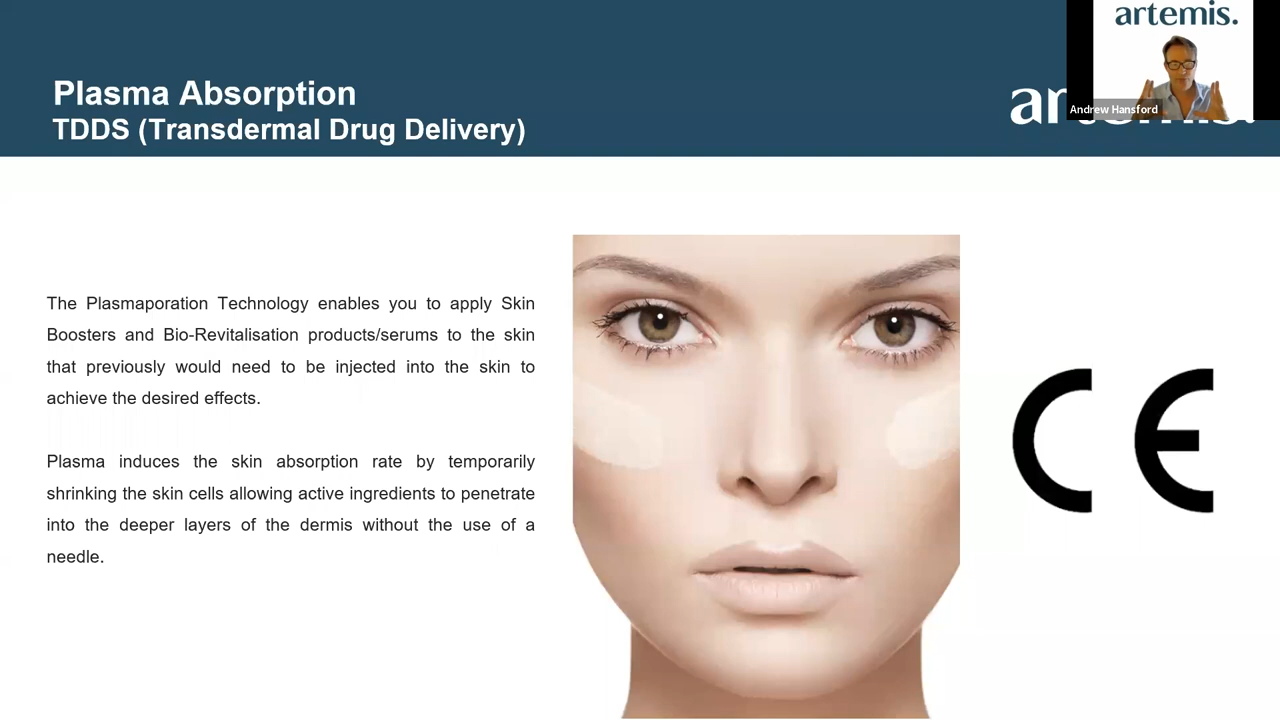 artemis.
Plasma Absorption
TDDS (Transdermal Drug Delivery)
Andrew Hansford
The Plasmaporation Technology enables you to apply Skin
Boosters and Bio-Revitalisation products/serums to the skin
that previously would need to be injected into the skin to
achieve the desired effects.
Plasma induces the skin absorption rate by temporarily
shrinking the skin cells allowing active ingredients to penetrate
into the deeper layers of the dermis without the use of a
needle.
CE